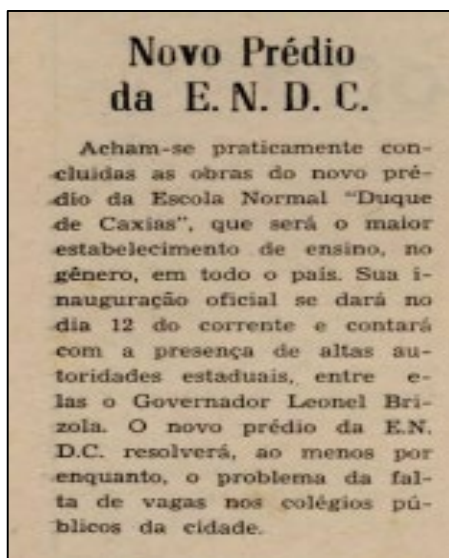 Novo Prédio
da E. N. D. C.
Acham-se praticamente con-
cluidas as obras do novo pré-
dio da Escola Normal “Duque
de Caxias”, que será o maior
estabelecimento de ensino, no
gênero, em todo o país. Sua i-
nauguração oficial se dará no
dia 12 do corrente e contará
com a presença de altas au-
toridades estaduais, entre e-
las o Governador Leonel Bri-
zola. O novo prédio da E.N.
D.C. resolverá, ao menos por
enquanto, o problema da fal-
ta de vagas nos colégios pú-
blicos da cidade.